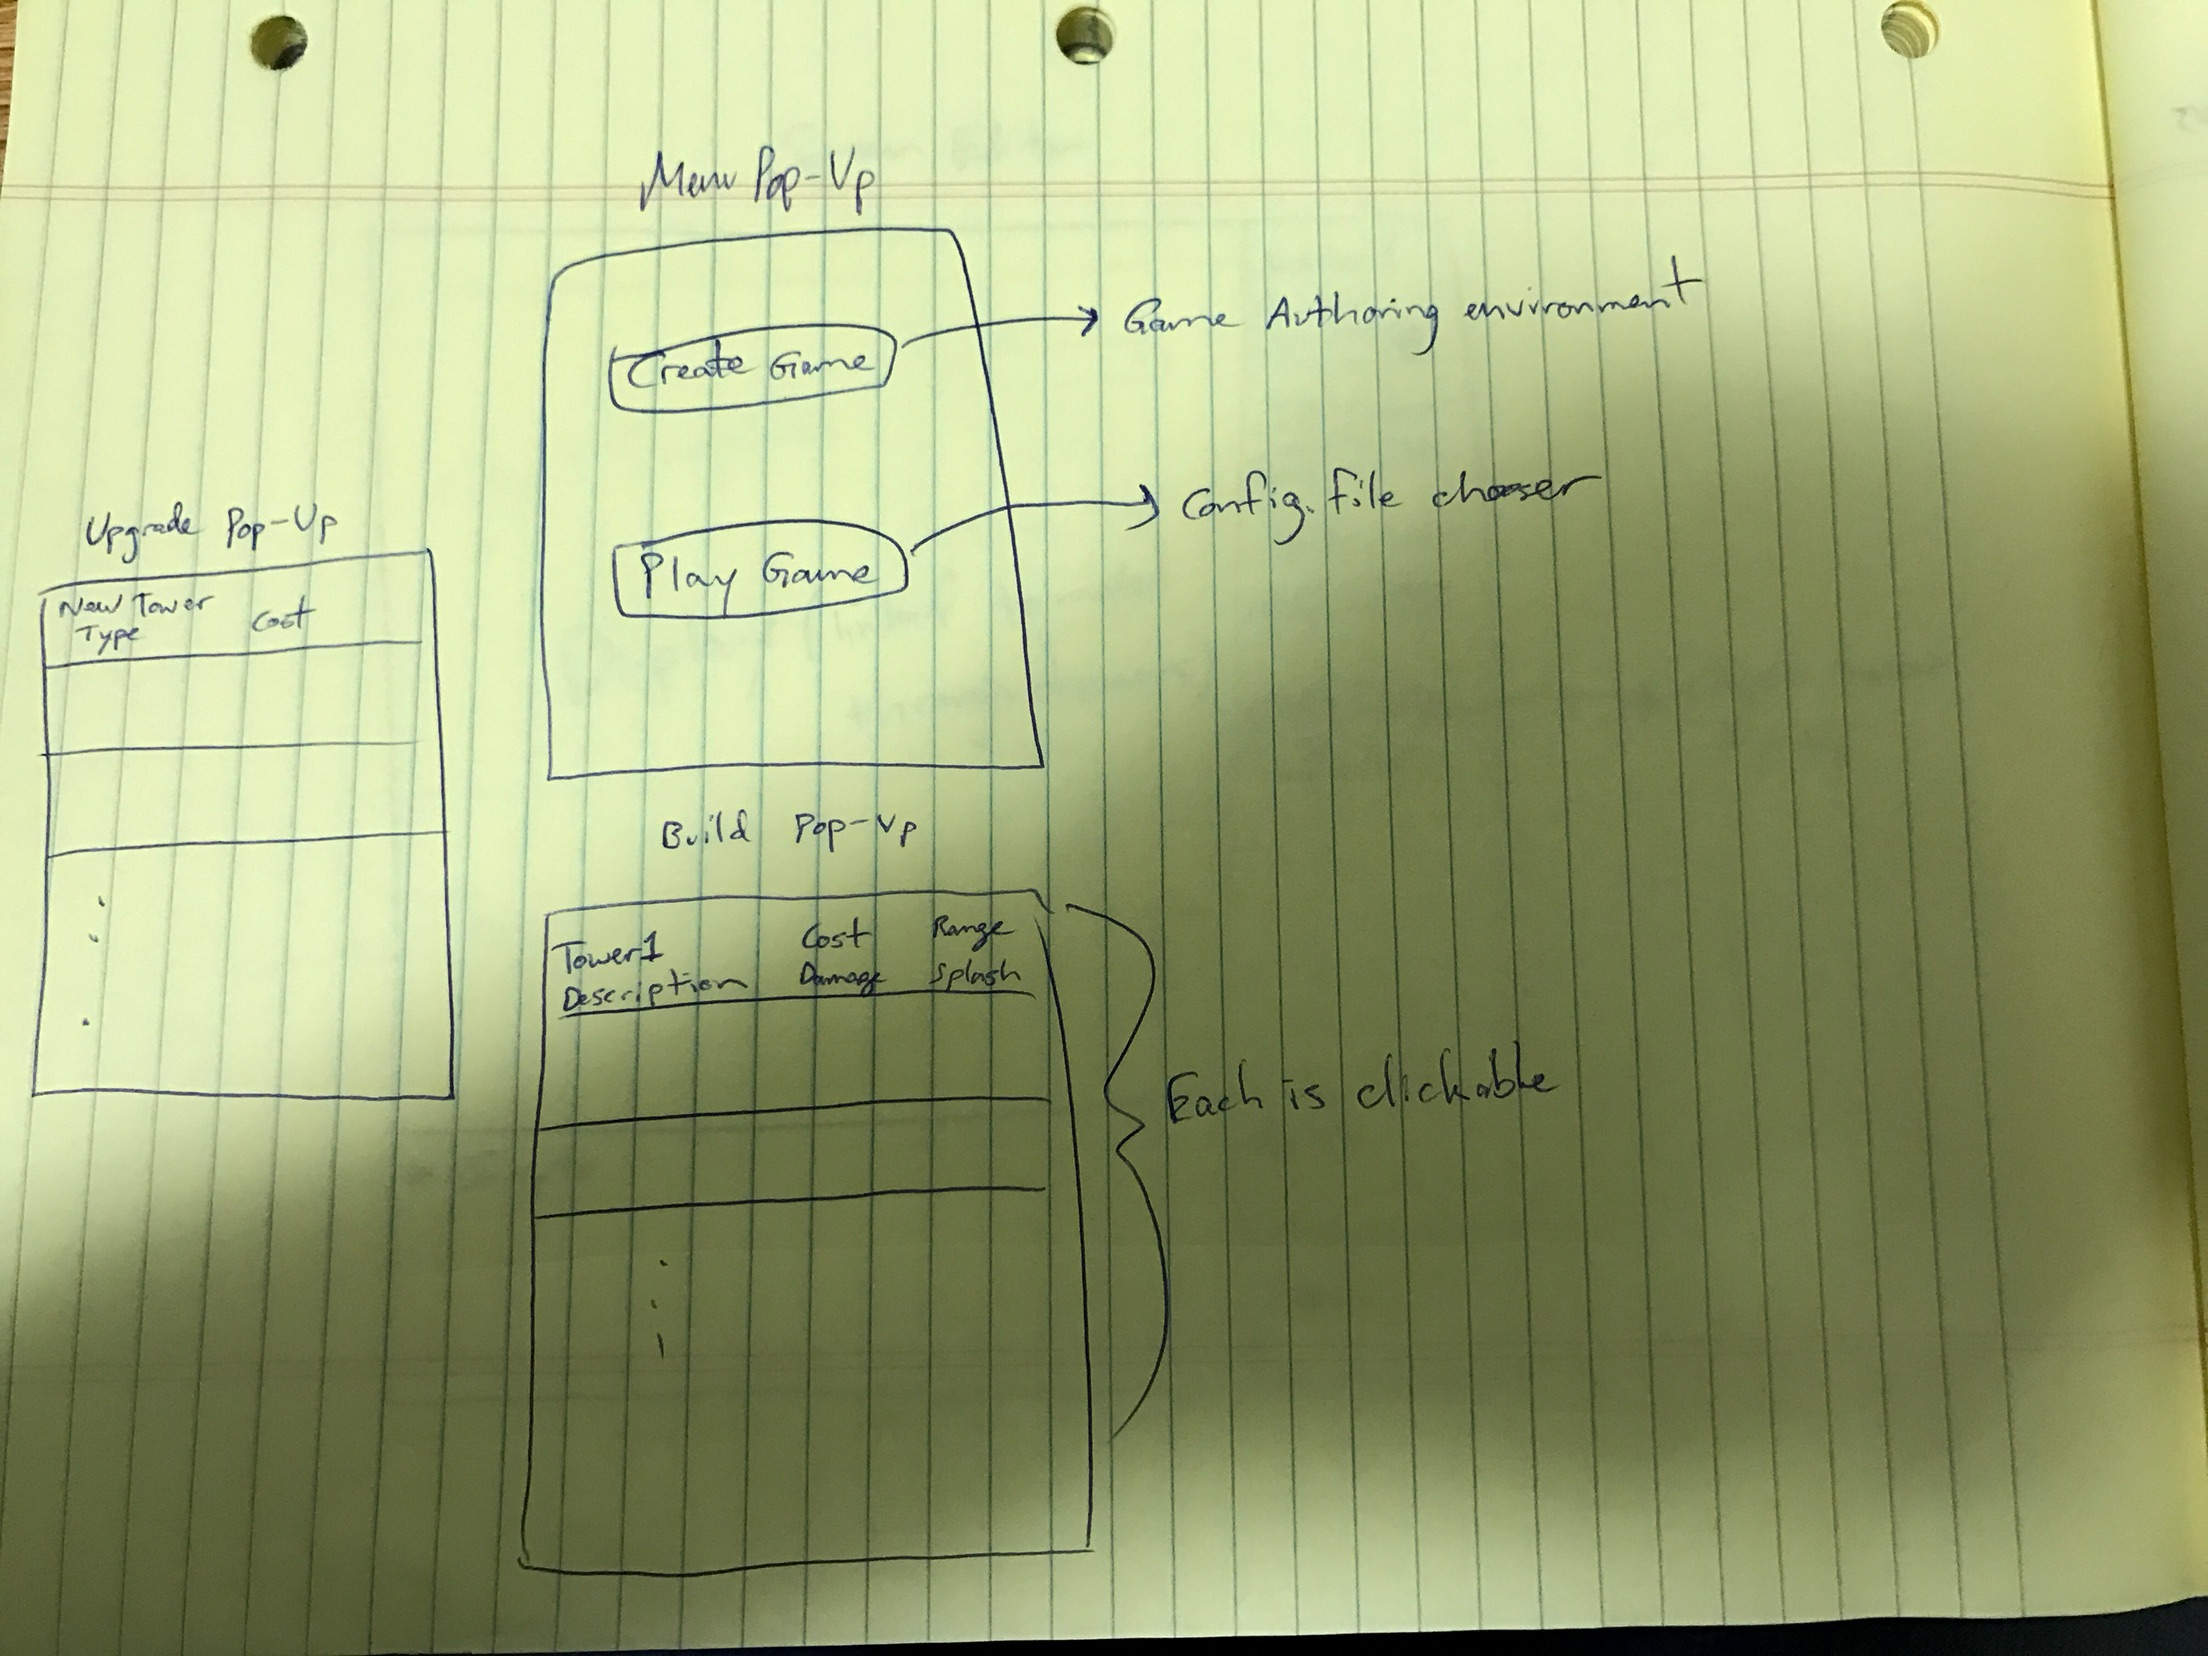 Menu Pop-Up
Create Game
Game Authoring environment
Play Game
Config. file chooser
Upgrade Pop-Up
New Tower Cost
Type
Build Pop-Up
Tower1 Cost Range
Description Damage Splash
Each is clickable